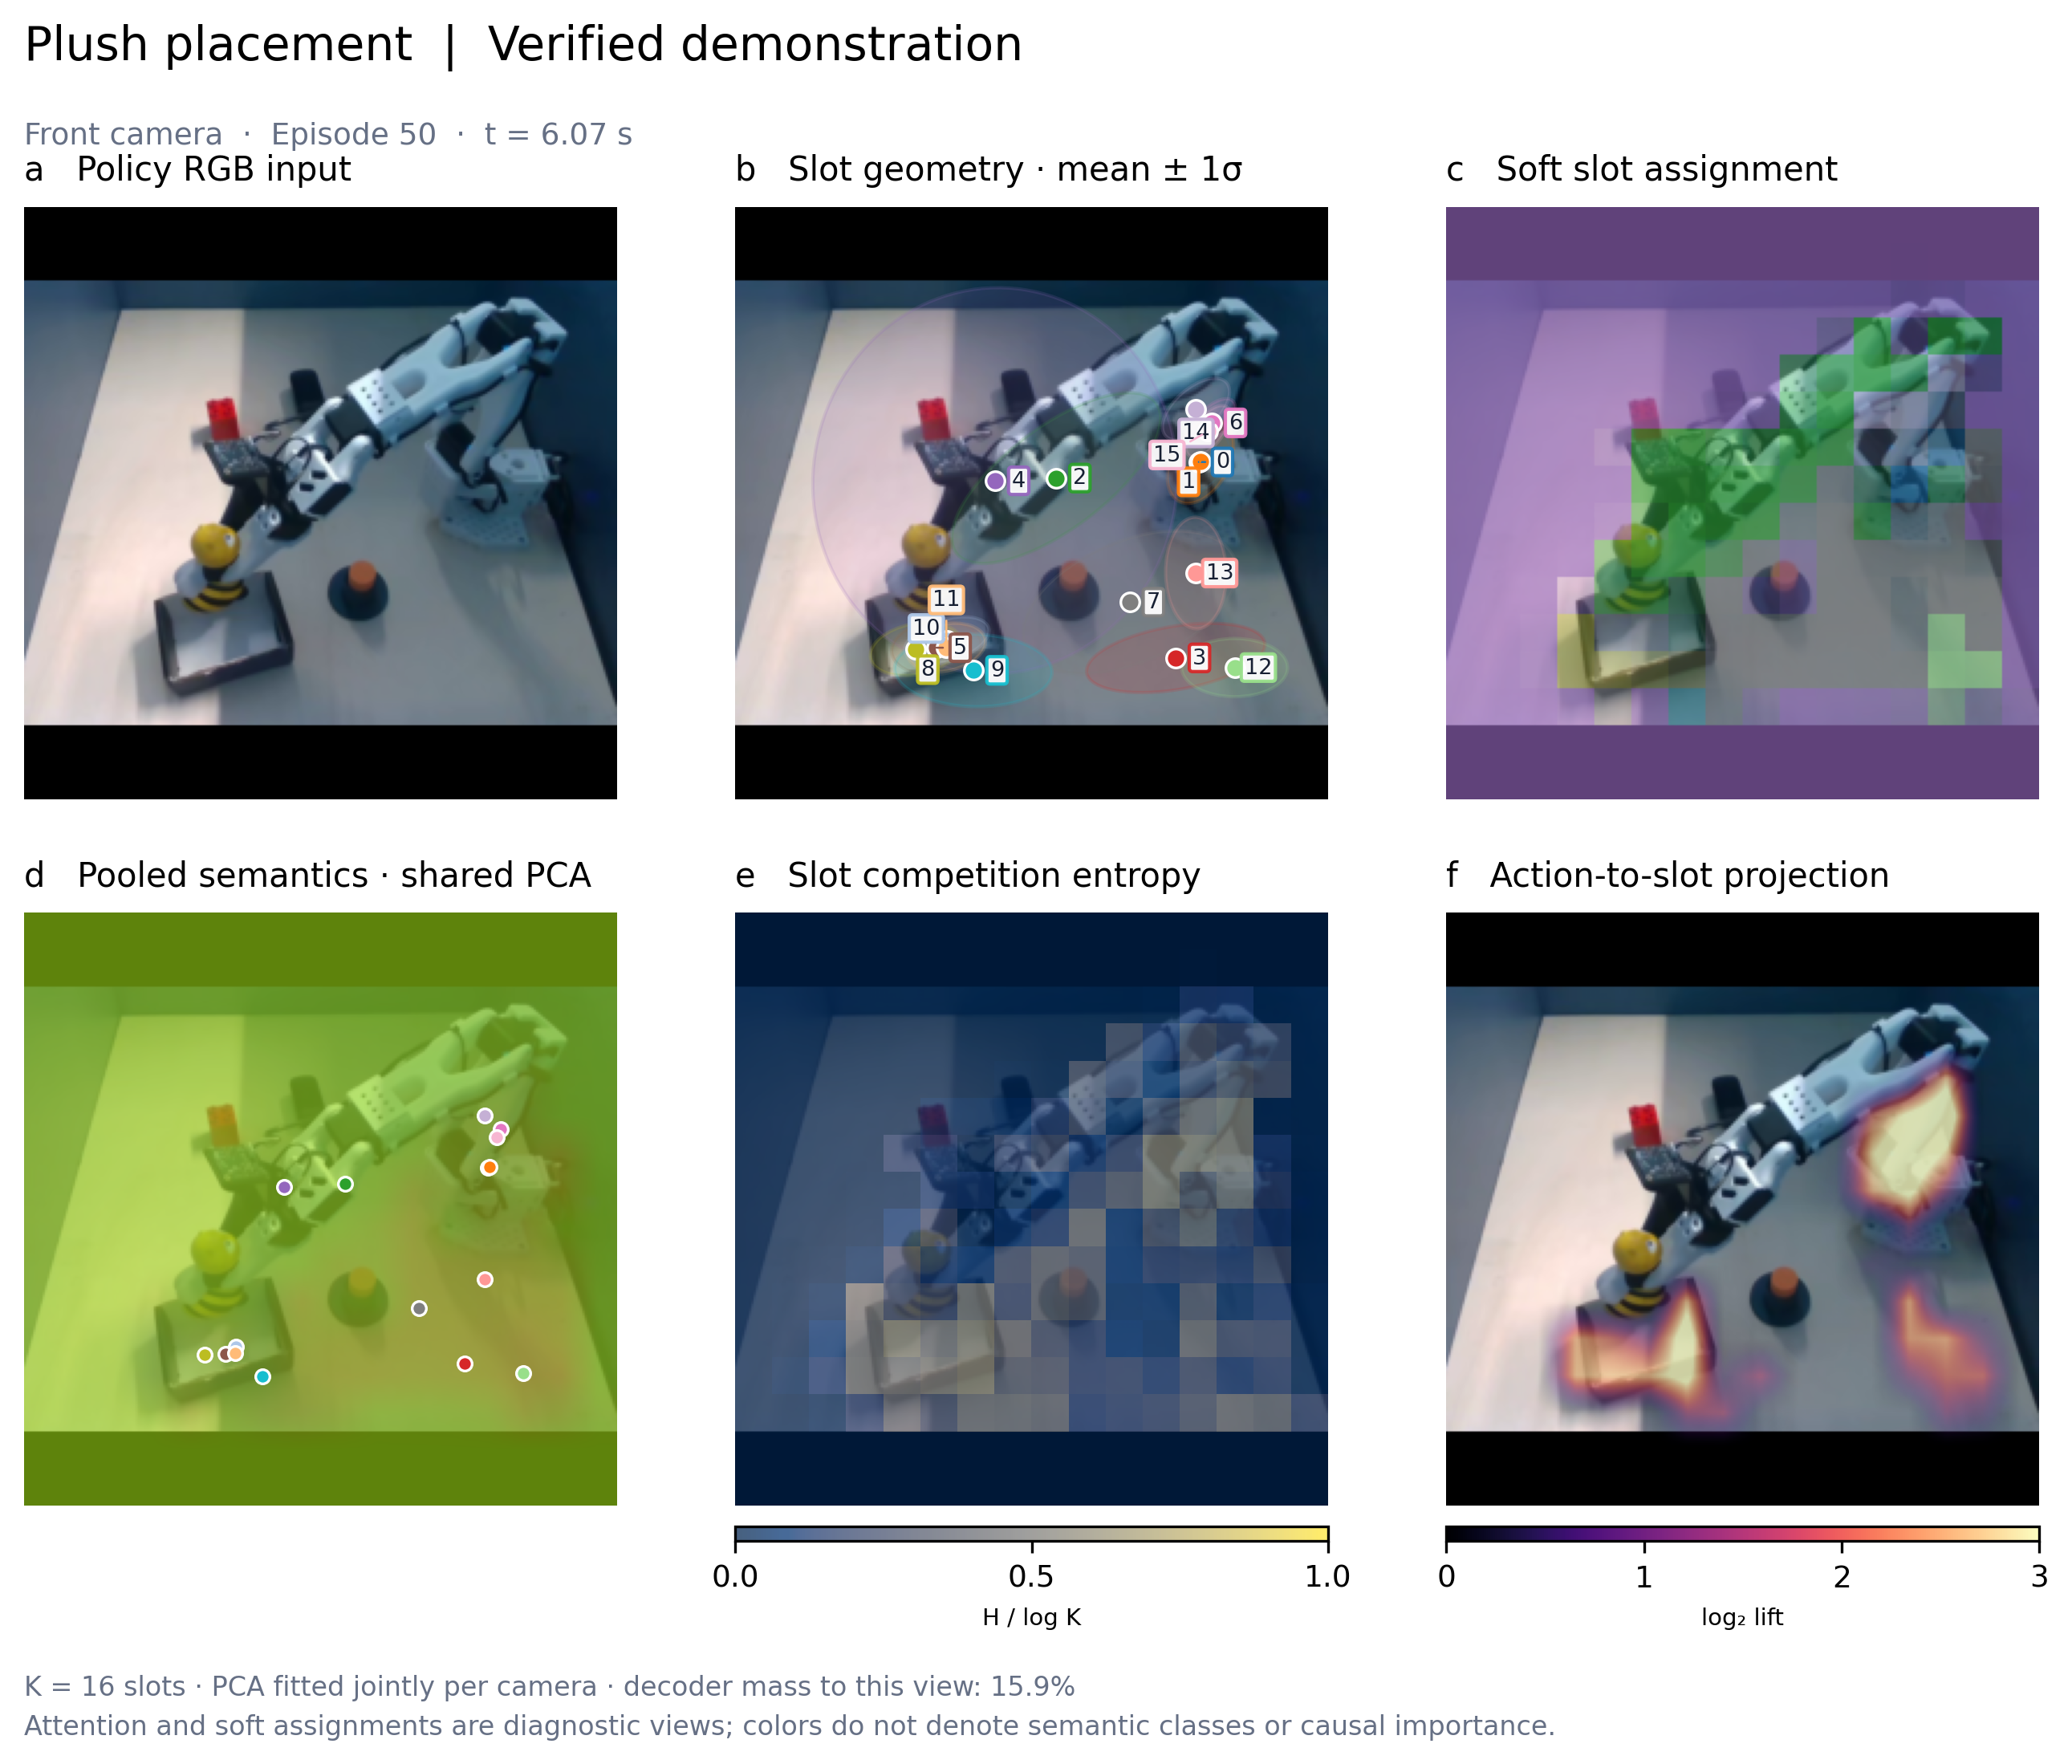 Plush placement | Verified demonstration
Front camera · Episode 50 · t = 6.07 s
a Policy RGB input
b Slot geometry · mean ± 1σ
c Soft slot assignment
14
6
15
0
1
4
2
13
11
7
10
5
8
9
3
12
d Pooled semantics · shared PCA
e Slot competition entropy
f Action-to-slot projection
0.0 0.5 1.0
H / log K
0 1 2 3
log₂ lift
K = 16 slots · PCA fitted jointly per camera · decoder mass to this view: 15.9%
Attention and soft assignments are diagnostic views; colors do not denote semantic classes or causal importance.